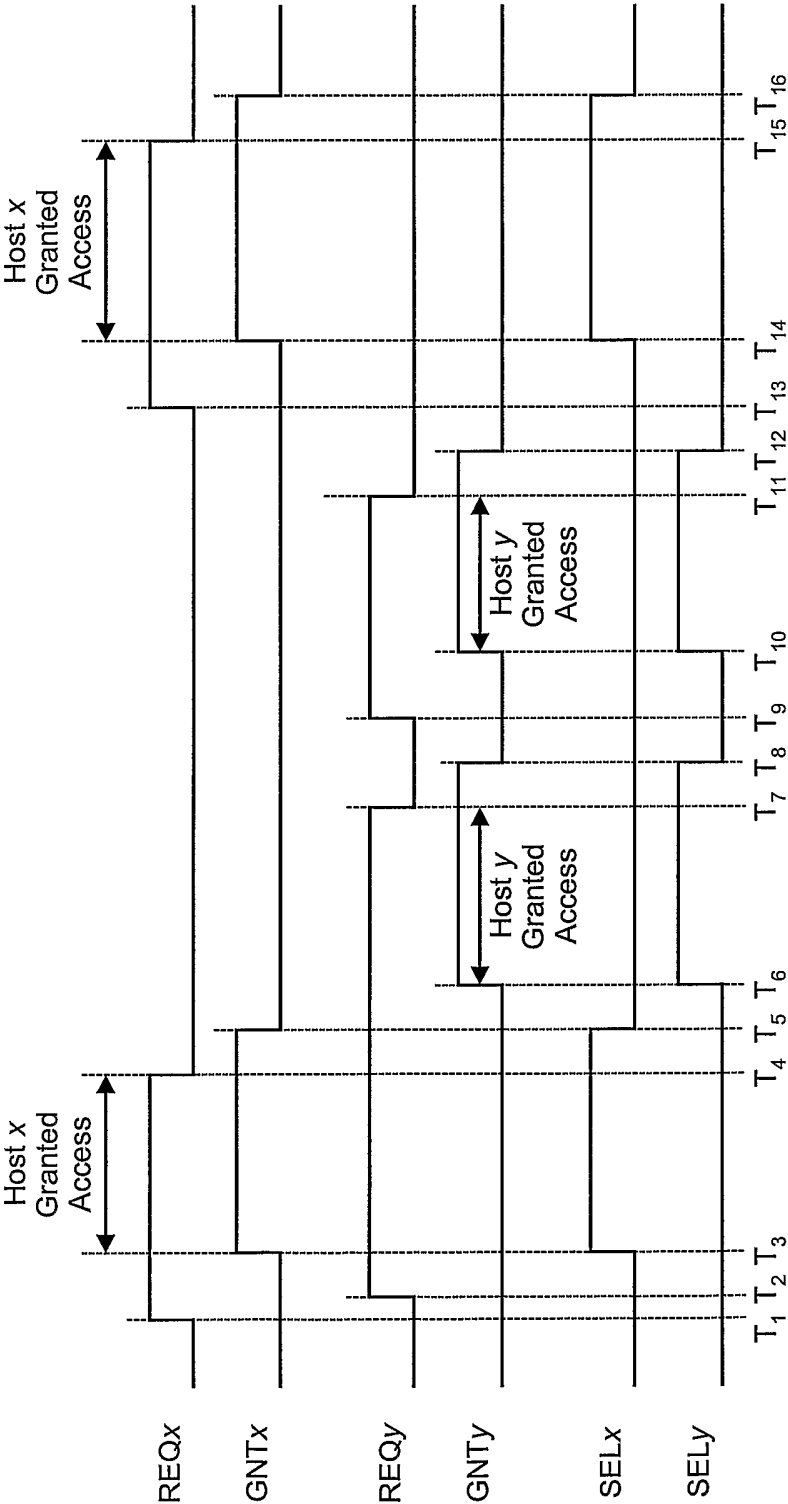 Host x
Granted
Access
Host x
Granted
Access
REQx
GNTx
REQy
Host y
Granted
Access
Host y
Granted
Access
GNTy
SELx
SELy
T1 T2 T3 T4 T5 T6 T7 T8 T9 T10 T11 T12 T13 T14 T15 T16